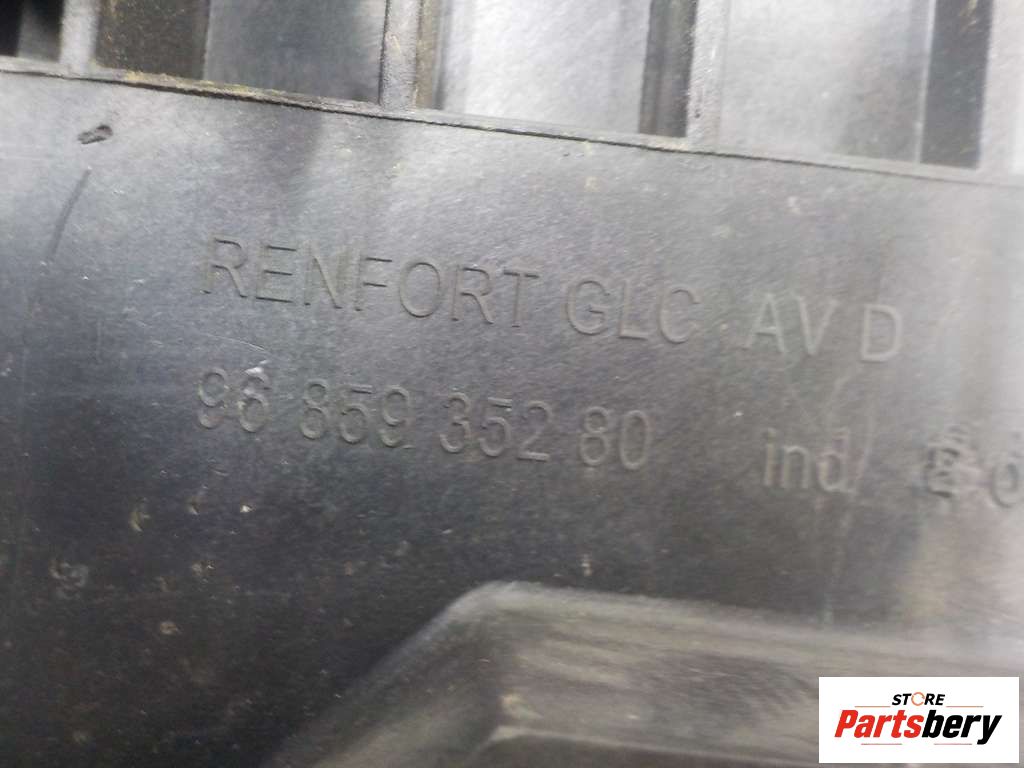 RENFORT GLC AV D
96 859 352 80 ind
STORE
Partsbery